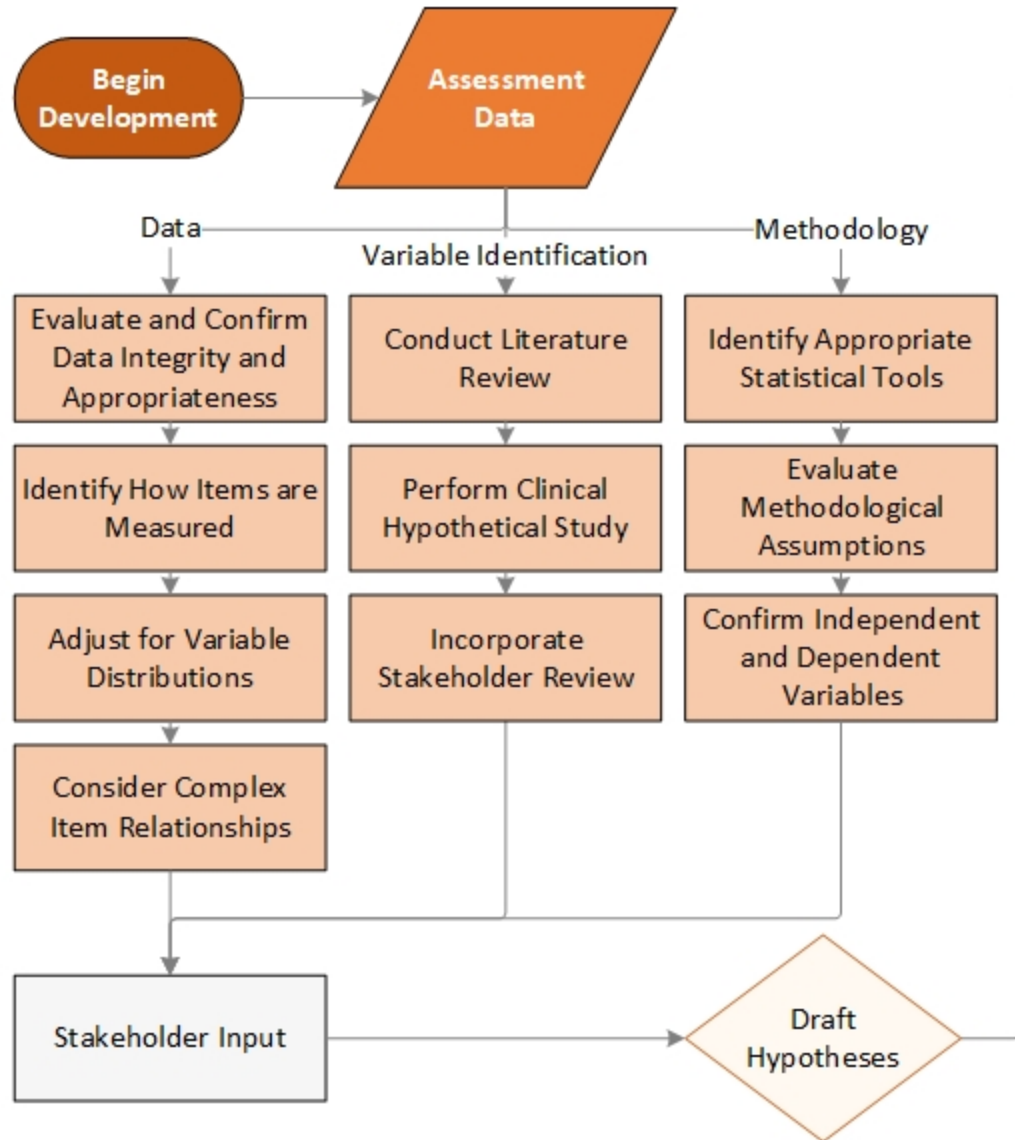 Begin
Development
Assessment
Data
Data
Variable Identification
Methodology
Evaluate and Confirm
Data Integrity and
Appropriateness
Conduct Literature
Review
Identify Appropriate
Statistical Tools
Identify How Items are
Measured
Perform Clinical
Hypothetical Study
Evaluate
Methodological
Assumptions
Adjust for Variable
Distributions
Incorporate
Stakeholder Review
Confirm Independent
and Dependent
Variables
Consider Complex
Item Relationships
Stakeholder Input
Draft
Hypotheses